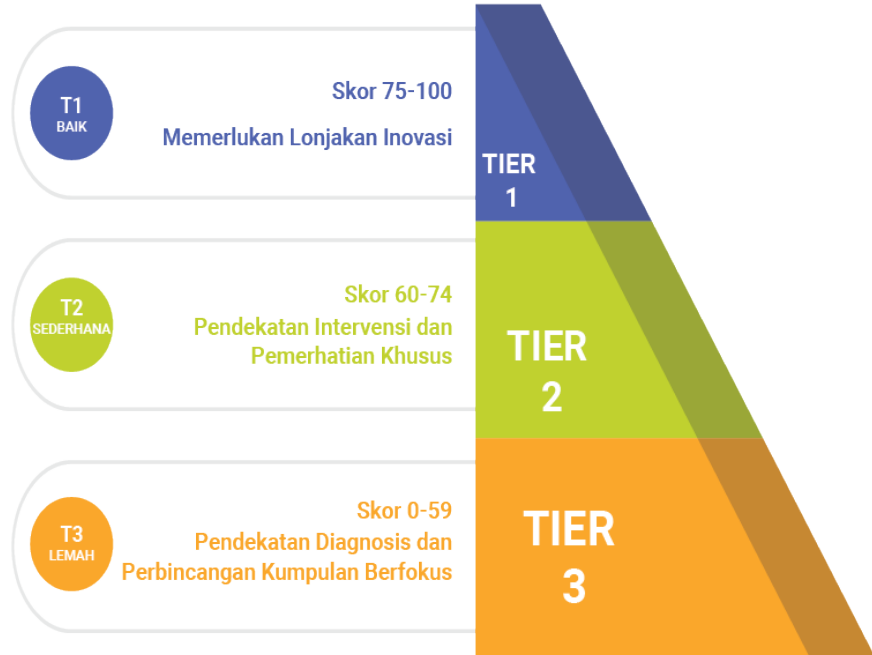 T1
BAIK
Skor 75-100
Memerlukan Lonjakan Inovasi
TIER
1
T2
SEDERHANA
Skor 60-74
Pendekatan Intervensi dan
Pemerhatian Khusus
TIER
2
T3
LEMAH
Skor 0-59
Pendekatan Diagnosis dan
Perbincangan Kumpulan Berfokus
TIER
3